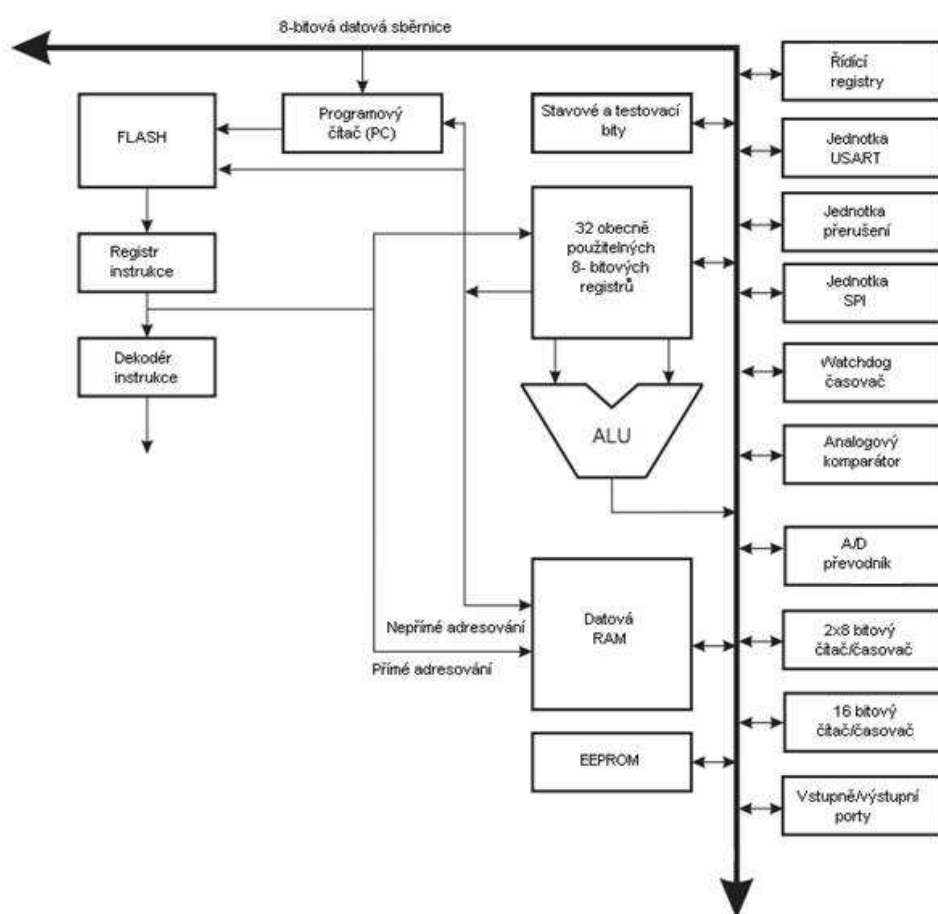 8-bitová datová sběrnice
FLASH
Programový
čítač (PC)
Registr
instrukce
Dekodér
instrukce
Stavové a testovací
bity
32 obecně
použitelných
8- bitových
registrů
ALU
Nepřímé adresování
Přímé adresování
Datová
RAM
EEPROM
Řídící
registry
Jednotka
USART
Jednotka
přerušení
Jednotka
SPI
Watchdog
časovač
Analogový
komparátor
A/D
převodník
2x8 bitový
čítač/časovač
16 bitový
čítač/časovač
Vstupně/výstupní
porty